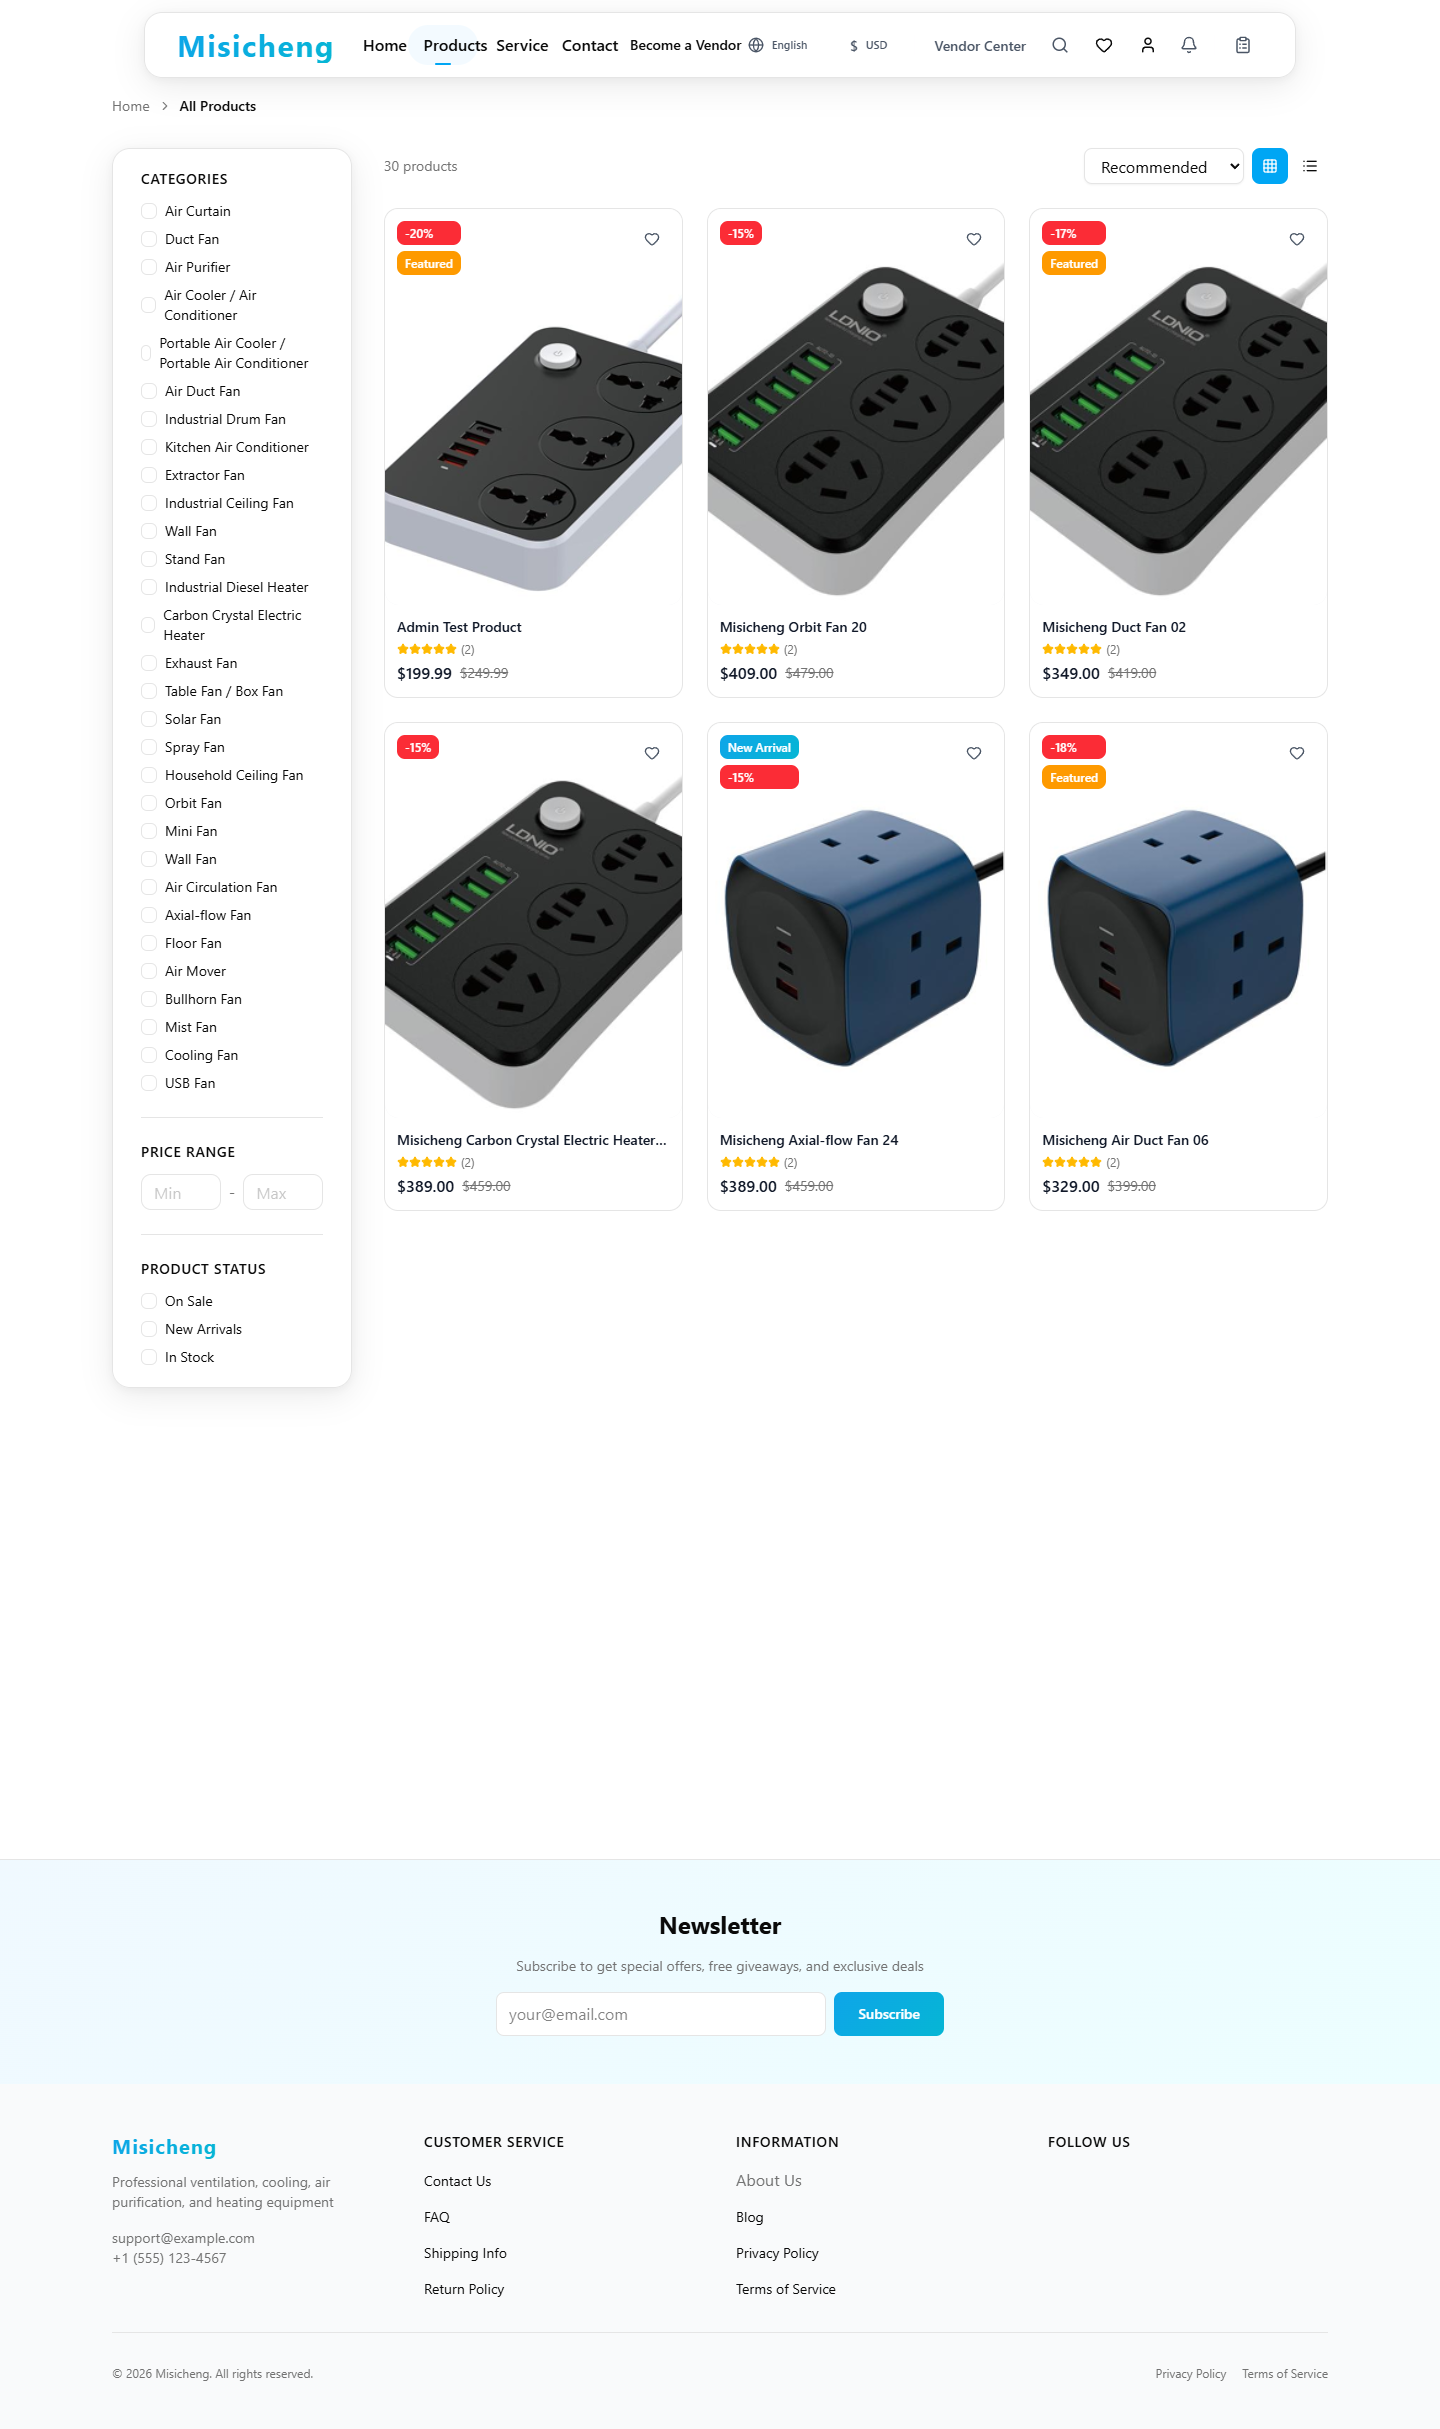 Misicheng
Home
Products
Service
Contact
Become a Vendor
English
$ USD
Vendor Center
Home > All Products
CATEGORIES
Air Curtain
Duct Fan
Air Purifier
Air Cooler / Air
Conditioner
Portable Air Cooler /
Portable Air Conditioner
Air Duct Fan
Industrial Drum Fan
Kitchen Air Conditioner
Extractor Fan
Industrial Ceiling Fan
Wall Fan
Stand Fan
Industrial Diesel Heater
Carbon Crystal Electric
Heater
Exhaust Fan
Table Fan / Box Fan
Solar Fan
Spray Fan
Household Ceiling Fan
Orbit Fan
Mini Fan
Wall Fan
Air Circulation Fan
Axial-flow Fan
Floor Fan
Air Mover
Bullhorn Fan
Mist Fan
Cooling Fan
USB Fan
PRICE RANGE
Min - Max
PRODUCT STATUS
On Sale
New Arrivals
In Stock
30 products
Recommended
-20%
Featured
Admin Test Product
(2)
$199.99 $249.99
-15%
LDNIO
Misicheng Orbit Fan 20
(2)
$409.00 $479.00
-17%
Featured
LDNIO
Misicheng Duct Fan 02
(2)
$349.00 $419.00
-15%
LDNIO
Misicheng Carbon Crystal Electric Heater...
(2)
$389.00 $459.00
New Arrival
-15%
Misicheng Axial-flow Fan 24
(2)
$389.00 $459.00
-18%
Featured
Misicheng Air Duct Fan 06
(2)
$329.00 $399.00
Newsletter
Subscribe to get special offers, free giveaways, and exclusive deals
your@email.com
Subscribe
Misicheng
Professional ventilation, cooling, air
purification, and heating equipment
support@example.com
+1 (555) 123-4567
CUSTOMER SERVICE
Contact Us
FAQ
Shipping Info
Return Policy
INFORMATION
About Us
Blog
Privacy Policy
Terms of Service
FOLLOW US
© 2026 Misicheng. All rights reserved.
Privacy Policy
Terms of Service